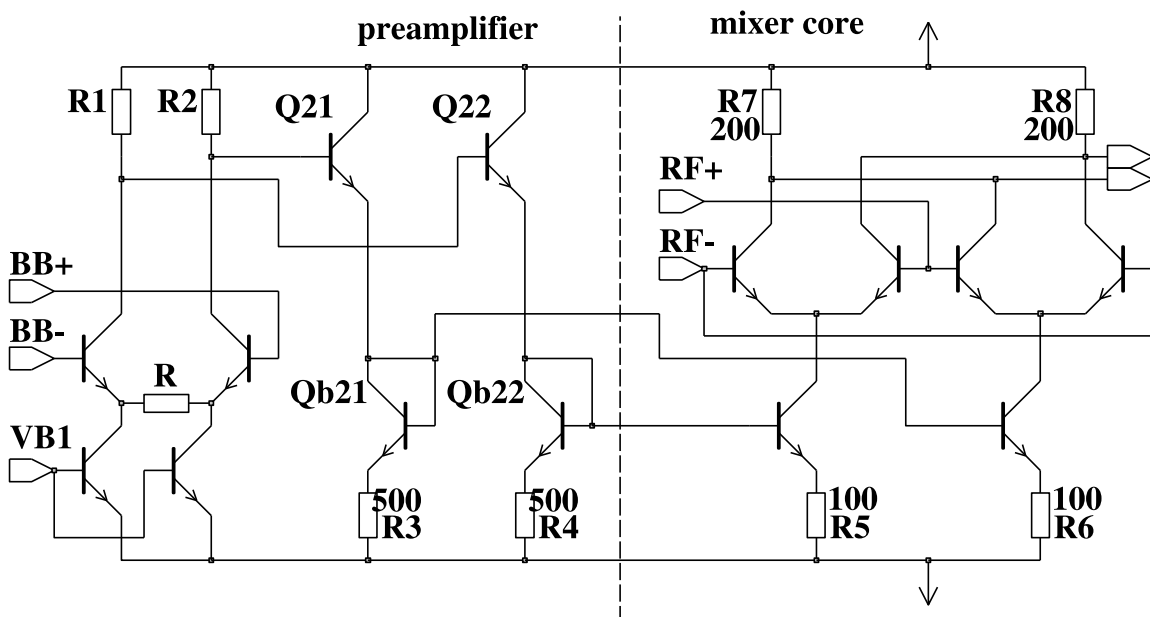 preamplifier
mixer core
R1
R2
Q21
Q22
R7
200
R8
200
RF+
RF-
BB+
BB-
R
Qb21
Qb22
VB1
500
R3
500
R4
100
R5
100
R6